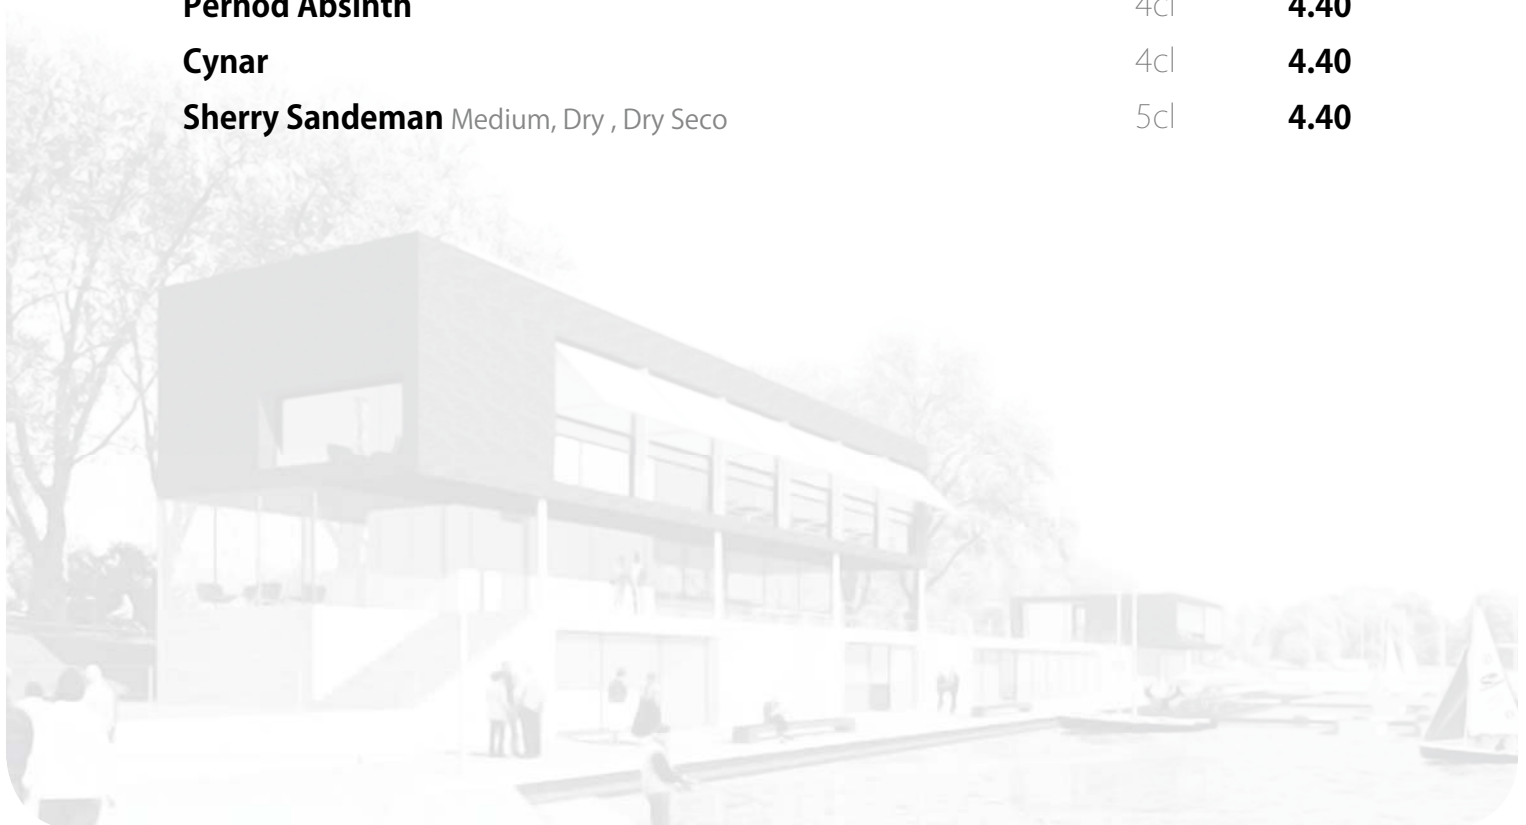 Pernod Absinth 4cl 4.40
Cynar 4cl 4.40
Sherry Sandeman Medium, Dry , Dry Seco 5cl 4.40